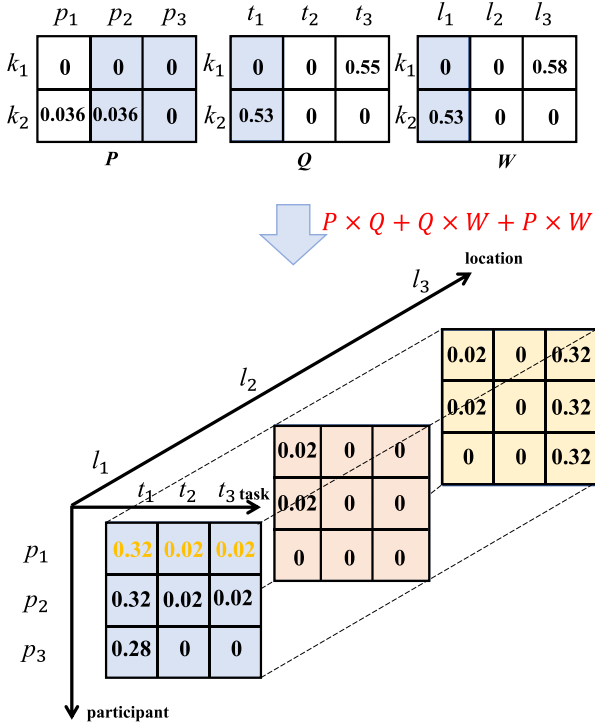 p₁ p₂ p₃ t₁ t₂ t₃ l₁ l₂ l₃
k₁ 0 0 0 k₁ 0 0 0.55 k₁ 0 0 0.58
k₂ 0.036 0.036 0 k₂ 0.53 0 0 k₂ 0.53 0 0
P Q W
P × Q + Q × W + P × W
location
l₃
l₂
l₁
0.02 0 0.32
0.02 0 0.32
0 0 0.32
0.02 0 0
0.02 0 0
0 0 0
t₁ t₂ t₃ task
p₁ 0.32 0.02 0.02
p₂ 0.32 0.02 0.02
p₃ 0.28 0 0
participant